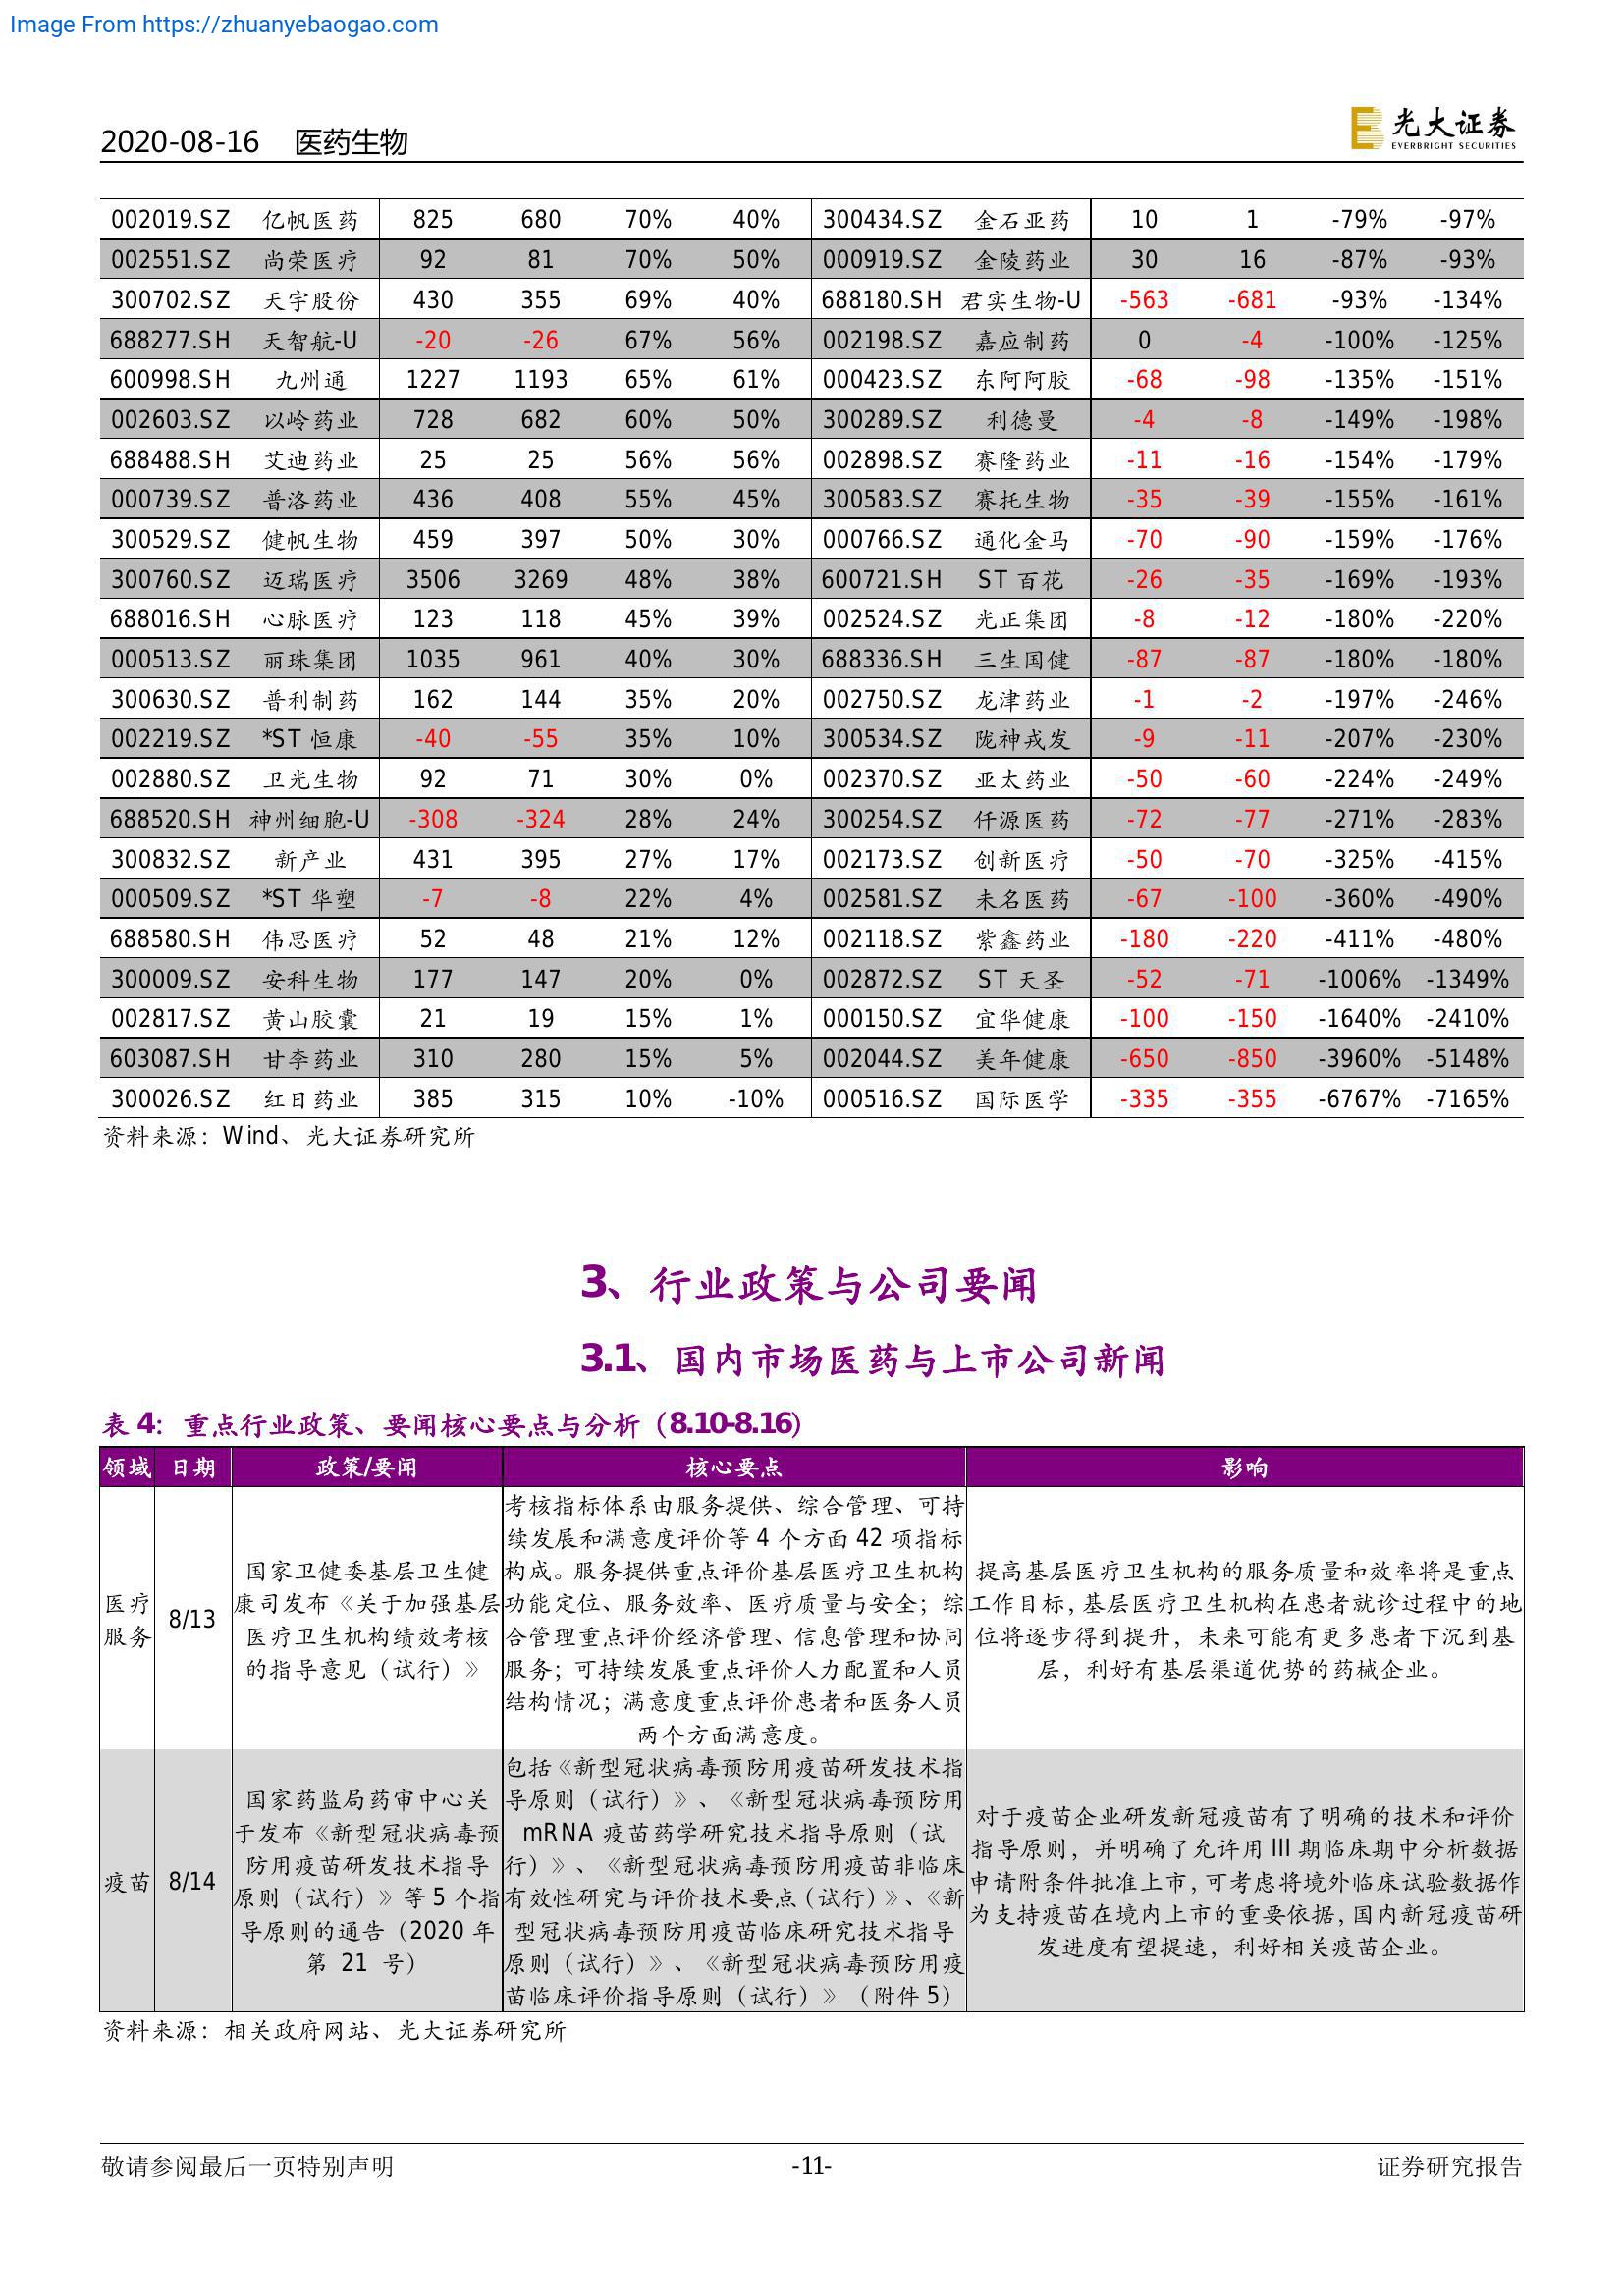 Image From https://zhuanyebaogao.com
2020-08-16 医药生物
光大证券
EVERBRIGHT SECURITIES
002019.SZ 亿帆医药 825 680 70% 40% 300434.SZ 金石亚药 10 1 -79% -97%
002551.SZ 尚荣医疗 92 81 70% 50% 000919.SZ 金陵药业 30 16 -87% -93%
300702.SZ 天宇股份 430 355 69% 40% 688180.SH 君实生物-U -563 -681 -93% -134%
688277.SH 天智航-U -20 -26 67% 56% 002198.SZ 嘉应制药 0 -4 -100% -125%
600998.SH 九州通 1227 1193 65% 61% 000423.SZ 东阿阿胶 -68 -98 -135% -151%
002603.SZ 以岭药业 728 682 60% 50% 300289.SZ 利德曼 -4 -8 -149% -198%
688488.SH 艾迪药业 25 25 56% 56% 002898.SZ 赛隆药业 -11 -16 -154% -179%
000739.SZ 普洛药业 436 408 55% 45% 300583.SZ 赛托生物 -35 -39 -155% -161%
300529.SZ 健帆生物 459 397 50% 30% 000766.SZ 通化金马 -70 -90 -159% -176%
300760.SZ 迈瑞医疗 3506 3269 48% 38% 600721.SH ST 百花 -26 -35 -169% -193%
688016.SH 心脉医疗 123 118 45% 39% 002524.SZ 光正集团 -8 -12 -180% -220%
000513.SZ 丽珠集团 1035 961 40% 30% 688336.SH 三生国健 -87 -87 -180% -180%
300630.SZ 普利制药 162 144 35% 20% 002750.SZ 龙津药业 -1 -2 -197% -246%
002219.SZ *ST 恒康 -40 -55 35% 10% 300534.SZ 陇神戎发 -9 -11 -207% -230%
002880.SZ 卫光生物 92 71 30% 0% 002370.SZ 亚太药业 -50 -60 -224% -249%
688520.SH 神州细胞-U -308 -324 28% 24% 300254.SZ 仟源医药 -72 -77 -271% -283%
300832.SZ 新产业 431 395 27% 17% 002173.SZ 创新医疗 -50 -70 -325% -415%
000509.SZ *ST 华塑 -7 -8 22% 4% 002581.SZ 未名医药 -67 -100 -360% -490%
688580.SH 伟思医疗 52 48 21% 12% 002118.SZ 紫鑫药业 -180 -220 -411% -480%
300009.SZ 安科生物 177 147 20% 0% 002872.SZ ST 天圣 -52 -71 -1006% -1349%
002817.SZ 黄山胶囊 21 19 15% 1% 000150.SZ 宜华健康 -100 -150 -1640% -2410%
603087.SH 甘李药业 310 280 15% 5% 002044.SZ 美年健康 -650 -850 -3960% -5148%
300026.SZ 红日药业 385 315 10% -10% 000516.SZ 国际医学 -335 -355 -6767% -7165%
资料来源：Wind、光大证券研究所
3、行业政策与公司要闻
3.1、国内市场医药与上市公司新闻
表 4：重点行业政策、要闻核心要点与分析（8.10-8.16）
领域 日期 政策/要闻 核心要点 影响
医疗
服务
8/13
国家卫健委基层卫生健
康司发布《关于加强基层
医疗卫生机构绩效考核
的指导意见（试行）》
考核指标体系由服务提供、综合管理、可持
续发展和满意度评价等 4 个方面 42 项指标
构成。服务提供重点评价基层医疗卫生机构
功能定位、服务效率、医疗质量与安全；综
合管理重点评价经济管理、信息管理和协同
服务；可持续发展重点评价人力配置和人员
结构情况；满意度重点评价患者和医务人员
两个方面满意度。
提高基层医疗卫生机构的服务质量和效率将是重点
工作目标，基层医疗卫生机构在患者就诊过程中的地
位将逐步得到提升，未来可能有更多患者下沉到基
层，利好有基层渠道优势的药械企业。
疫苗
8/14
国家药监局药审中心关
于发布《新型冠状病毒预
防用疫苗研发技术指导
原则（试行）》等 5 个指
导原则的通告（2020 年
第 21 号）
包括《新型冠状病毒预防用疫苗研发技术指
导原则（试行）》、《新型冠状病毒预防用
mRNA 疫苗药学研究技术指导原则（试
行）》、《新型冠状病毒预防用疫苗非临床
有效性研究与评价技术要点（试行）》、《新
型冠状病毒预防用疫苗临床研究技术指导
原则（试行）》、《新型冠状病毒预防用疫
苗临床评价指导原则（试行）》（附件 5）
对于疫苗企业研发新冠疫苗有了明确的技术和评价
指导原则，并明确了允许用 III 期临床期中分析数据
申请附条件批准上市，可考虑将境外临床试验数据作
为支持疫苗在境内上市的重要依据，国内新冠疫苗研
发进度有望提速，利好相关疫苗企业。
资料来源：相关政府网站、光大证券研究所
敬请参阅最后一页特别声明 -11- 证券研究报告